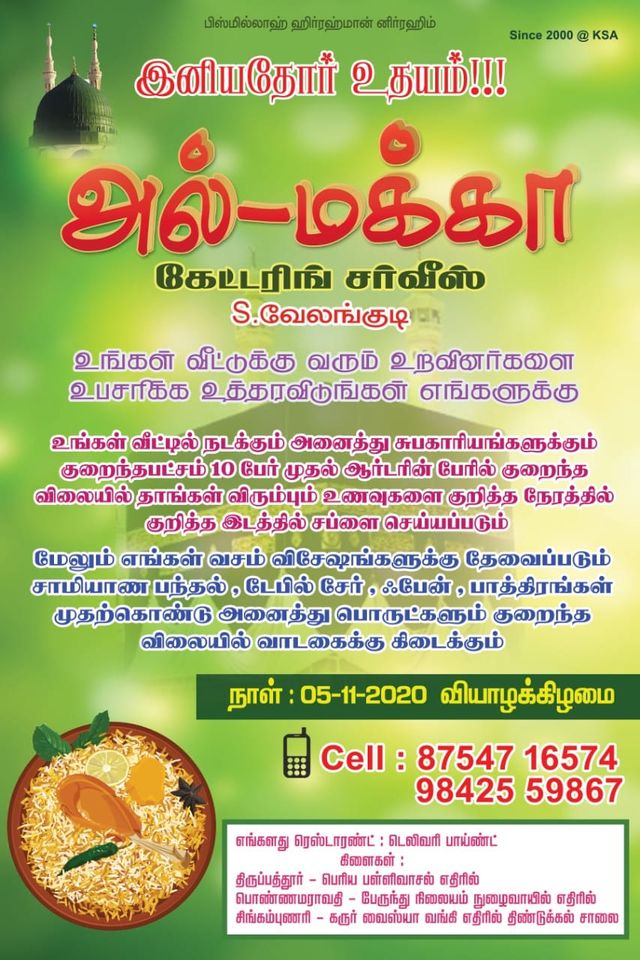 பிஸ்மில்லாஹ் ஹிர்ரஹ்மான் னிர்ரஹிம்
Since 2000 @ KSA
இனியதோர் உதயம்!!!
அல்-மக்கா
கேட்டரிங் சர்வீஸ்
S.வேலங்குடி
உங்கள் வீட்டுக்கு வரும் உறவினர்களை
உபசரிக்க உத்தரவிடுங்கள் எங்களுக்கு
உங்கள் வீட்டில் நடக்கும் அனைத்து சுபகாரியங்களுக்கும்
குறைந்தபட்சம் 10 பேர் முதல் ஆர்டரின் பேரில் குறைந்த
விலையில் தாங்கள் விரும்பும் உணவுகளை குறித்த நேரத்தில்
குறித்த இடத்தில் சப்ளை செய்யப்படும்
மேலும் எங்கள் வசம் விசேஷங்களுக்கு தேவைப்படும்
சாமியாண பந்தல் , டேபில் சேர் , ஃபேன் , பாத்திரங்கள்
முதற்கொண்டு அனைத்து பொருட்களும் குறைந்த
விலையில் வாடகைக்கு கிடைக்கும்
நாள் : 05-11-2020 வியாழக்கிழமை
Cell : 87547 16574
98425 59867
எங்களது ரெஸ்டாரண்ட் : டெலிவரி பாய்ண்ட்
கிளைகள் :
திருப்பத்தூர் - பெரிய பள்ளிவாசல் எதிரில்
பொண்ணமராவதி - பேருந்து நிலையம் நுழைவாயில் எதிரில்
சிங்கம்புணரி - கரூர் வைஸ்யா வங்கி எதிரில் திண்டுக்கல் சாலை